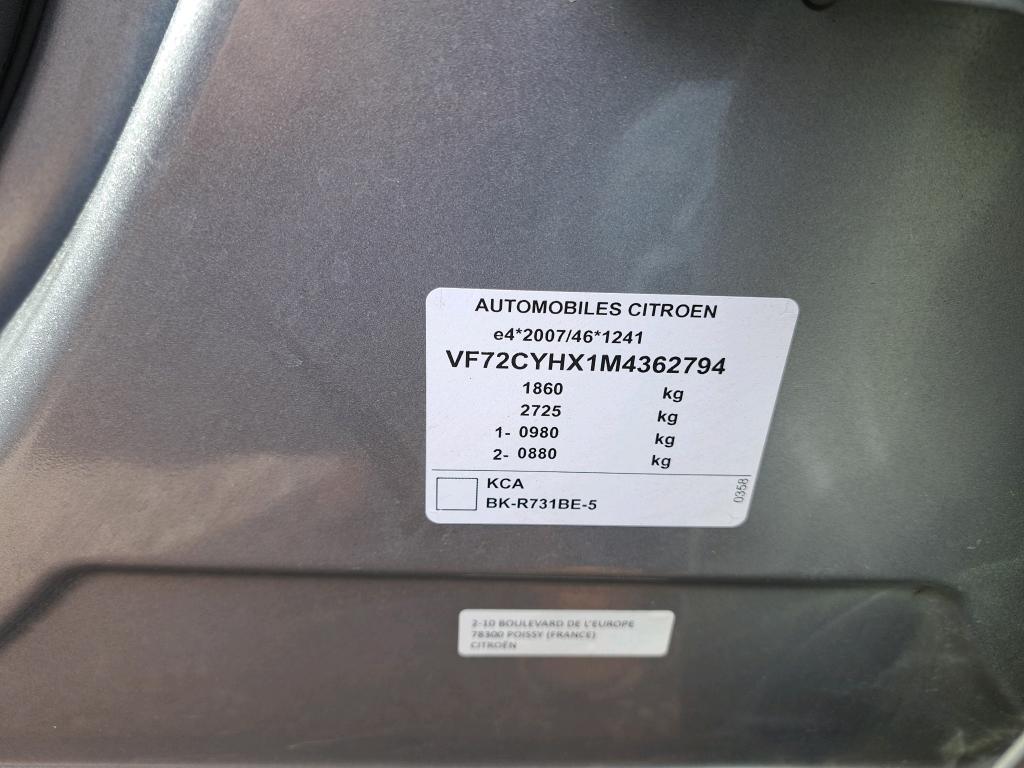 AUTOMOBILES CITROEN
e4*2007/46*1241
VF72CYHX1M4362794
1860 kg
2725 kg
1- 0980 kg
2- 0880 kg
KCA
BK-R731BE-5
0358
2-10 BOULEVARD DE L'EUROPE
78300 POISSY (FRANCE)
CITROËN